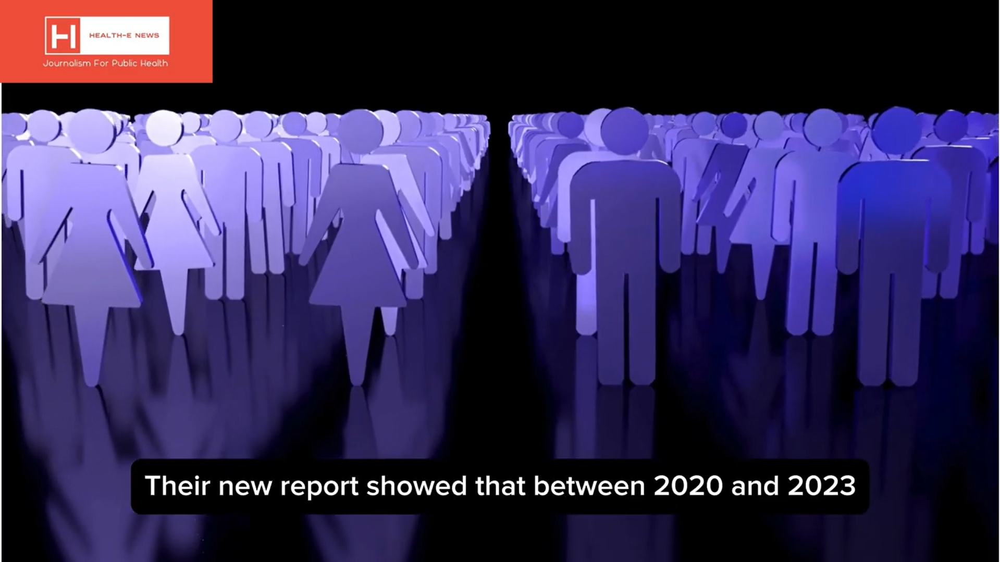 H
HEALTH-E NEWS
Journalism For Public Health
Their new report showed that between 2020 and 2023